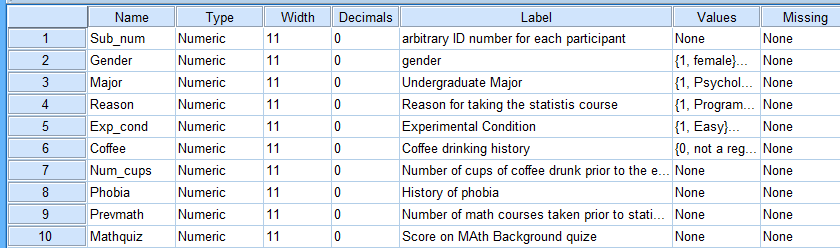 Name Type Width Decimals Label Values Missing
1 Sub_num Numeric 11 0 arbitrary ID number for each participant None None
2 Gender Numeric 11 0 gender {1, female}... None
3 Major Numeric 11 0 Undergraduate Major {1, Psychol... None
4 Reason Numeric 11 0 Reason for taking the statistis course {1, Program... None
5 Exp_cond Numeric 11 0 Experimental Condition {1, Easy}... None
6 Coffee Numeric 11 0 Coffee drinking history {0, not a reg... None
7 Num_cups Numeric 11 0 Number of cups of coffee drunk prior to the e... None None
8 Phobia Numeric 11 0 History of phobia None None
9 Prevmath Numeric 11 0 Number of math courses taken prior to stati... None None
10 Mathquiz Numeric 11 0 Score on MAth Background quize None None